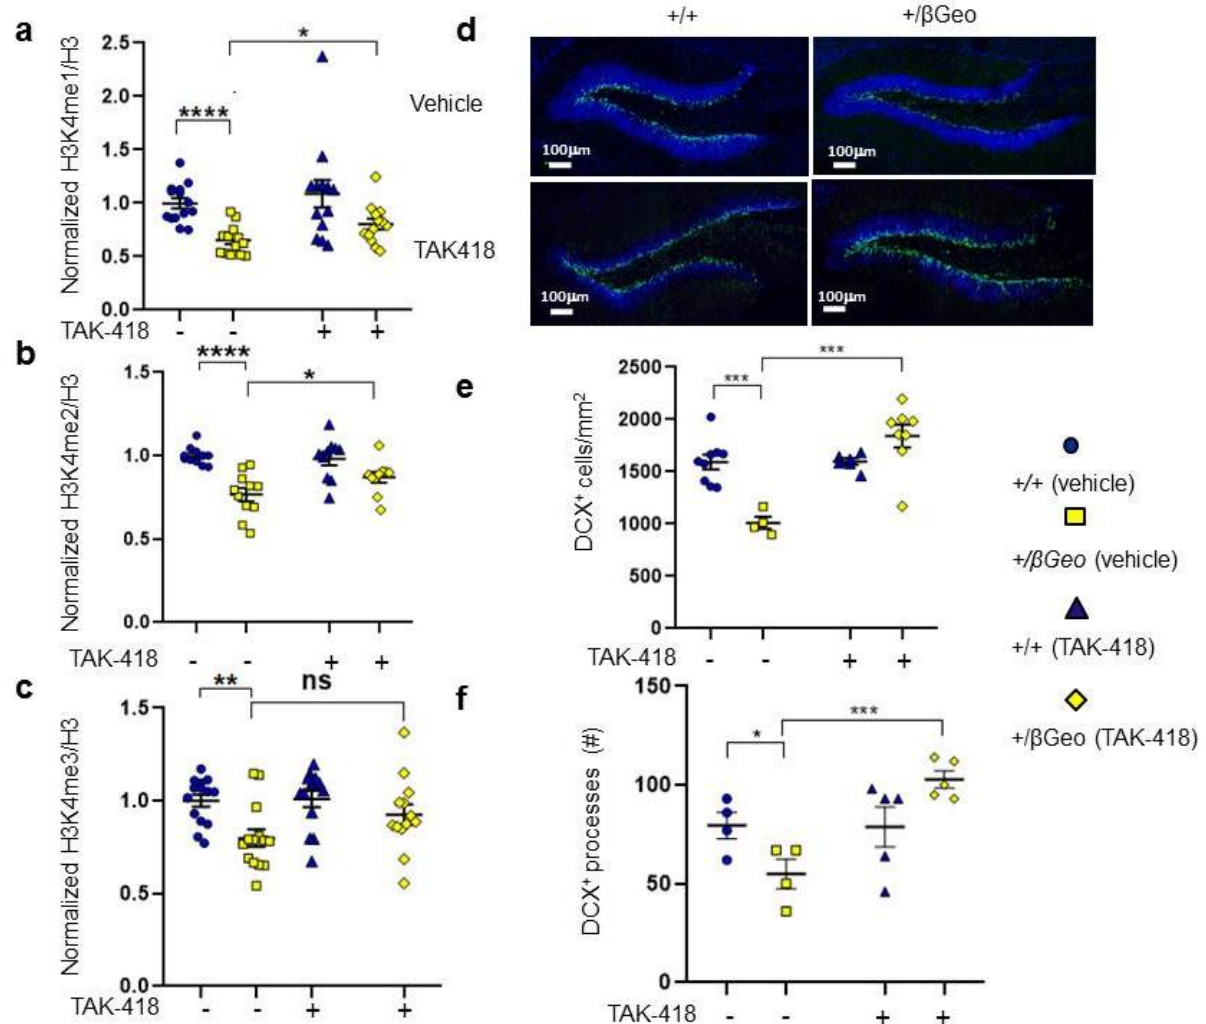 a
Normalized H3K4me1/H3
2.5
2.0
1.5
1.0
0.5
0.0
****
*
TAK-418
- - + +
b
Normalized H3K4me2/H3
1.5
1.0
0.5
0.0
****
*
TAK-418
- - + +
c
Normalized H3K4me3/H3
1.5
1.0
0.5
0.0
**
ns
TAK-418
- - + +
d
+/+
+/βGeo
Vehicle
TAK418
100μm
100μm
100μm
100μm
e
DCX⁺ cells/mm²
2500
2000
1500
1000
500
0
***
***
TAK-418
- - + +
f
DCX⁺ processes (#)
150
100
50
0
*
***
TAK-418
- - + +
+/+ (vehicle)
+/βGeo (vehicle)
+/+ (TAK-418)
+/βGeo (TAK-418)